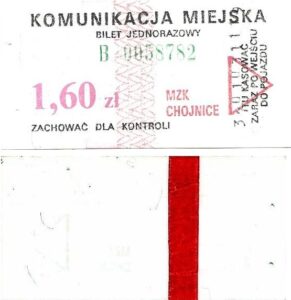 KOMUNIKACJA MIEJSKA
BILET JEDNORAZOWY
B 0058782
1,60 zł
MZK
CHOJNICE
ZACHOWAĆ DLA KONTROLI
TU KASOWAĆ
ZARAZ PO WEJŚCIU
DO POJAZDU